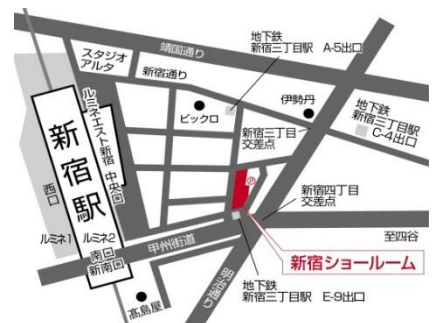 靖国通り
地下鉄
新宿三丁目駅 A-5出口
スタジオ
アルタ
新宿通り
ビックロ
伊勢丹
地下鉄
新宿三丁目駅
C-4出口
新宿三丁目
交差点
ルミネエスト新宿
中央口
新宿駅
西口
ルミネ1
ルミネ2
南口
新南口
甲州街道
新宿四丁目
交差点
至四谷
新宿ショールーム
髙島屋
明治通り
地下鉄
新宿三丁目駅 E-9出口